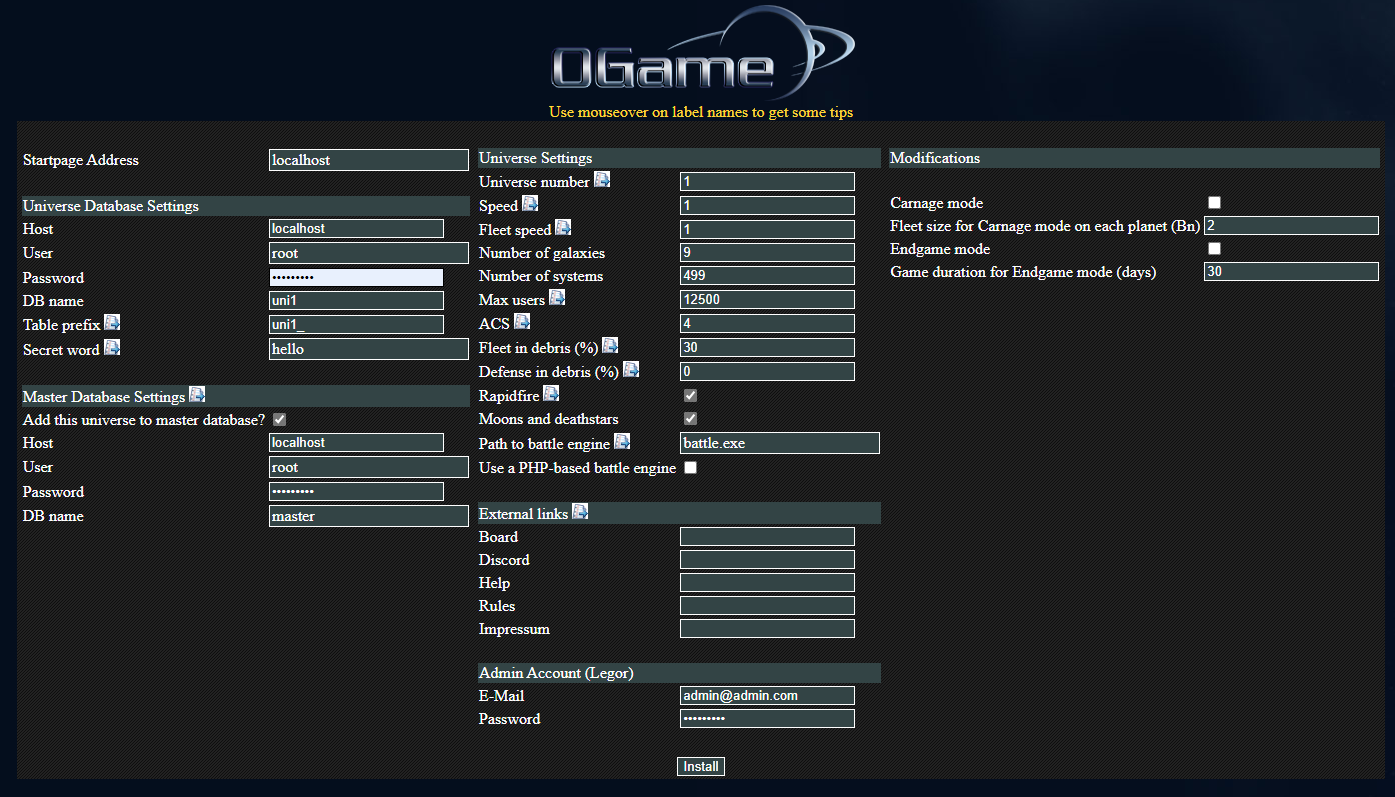 OGame
Use mouseover on label names to get some tips
Startpage Address localhost
Universe Database Settings
Host localhost
User root
Password •••••••••
DB name uni1
Table prefix uni1_
Secret word hello
Master Database Settings
Add this universe to master database?
Host localhost
User root
Password •••••••••
DB name master
Universe Settings
Universe number 1
Speed 1
Fleet speed 1
Number of galaxies 9
Number of systems 499
Max users 12500
ACS 4
Fleet in debris (%) 30
Defense in debris (%) 0
Rapidfire
Moons and deathstars
Path to battle engine battle.exe
Use a PHP-based battle engine
External links
Board
Discord
Help
Rules
Impressum
Admin Account (Legor)
E-Mail admin@admin.com
Password •••••••••
Install
Modifications
Carnage mode
Fleet size for Carnage mode on each planet (Bn) 2
Endgame mode
Game duration for Endgame mode (days) 30